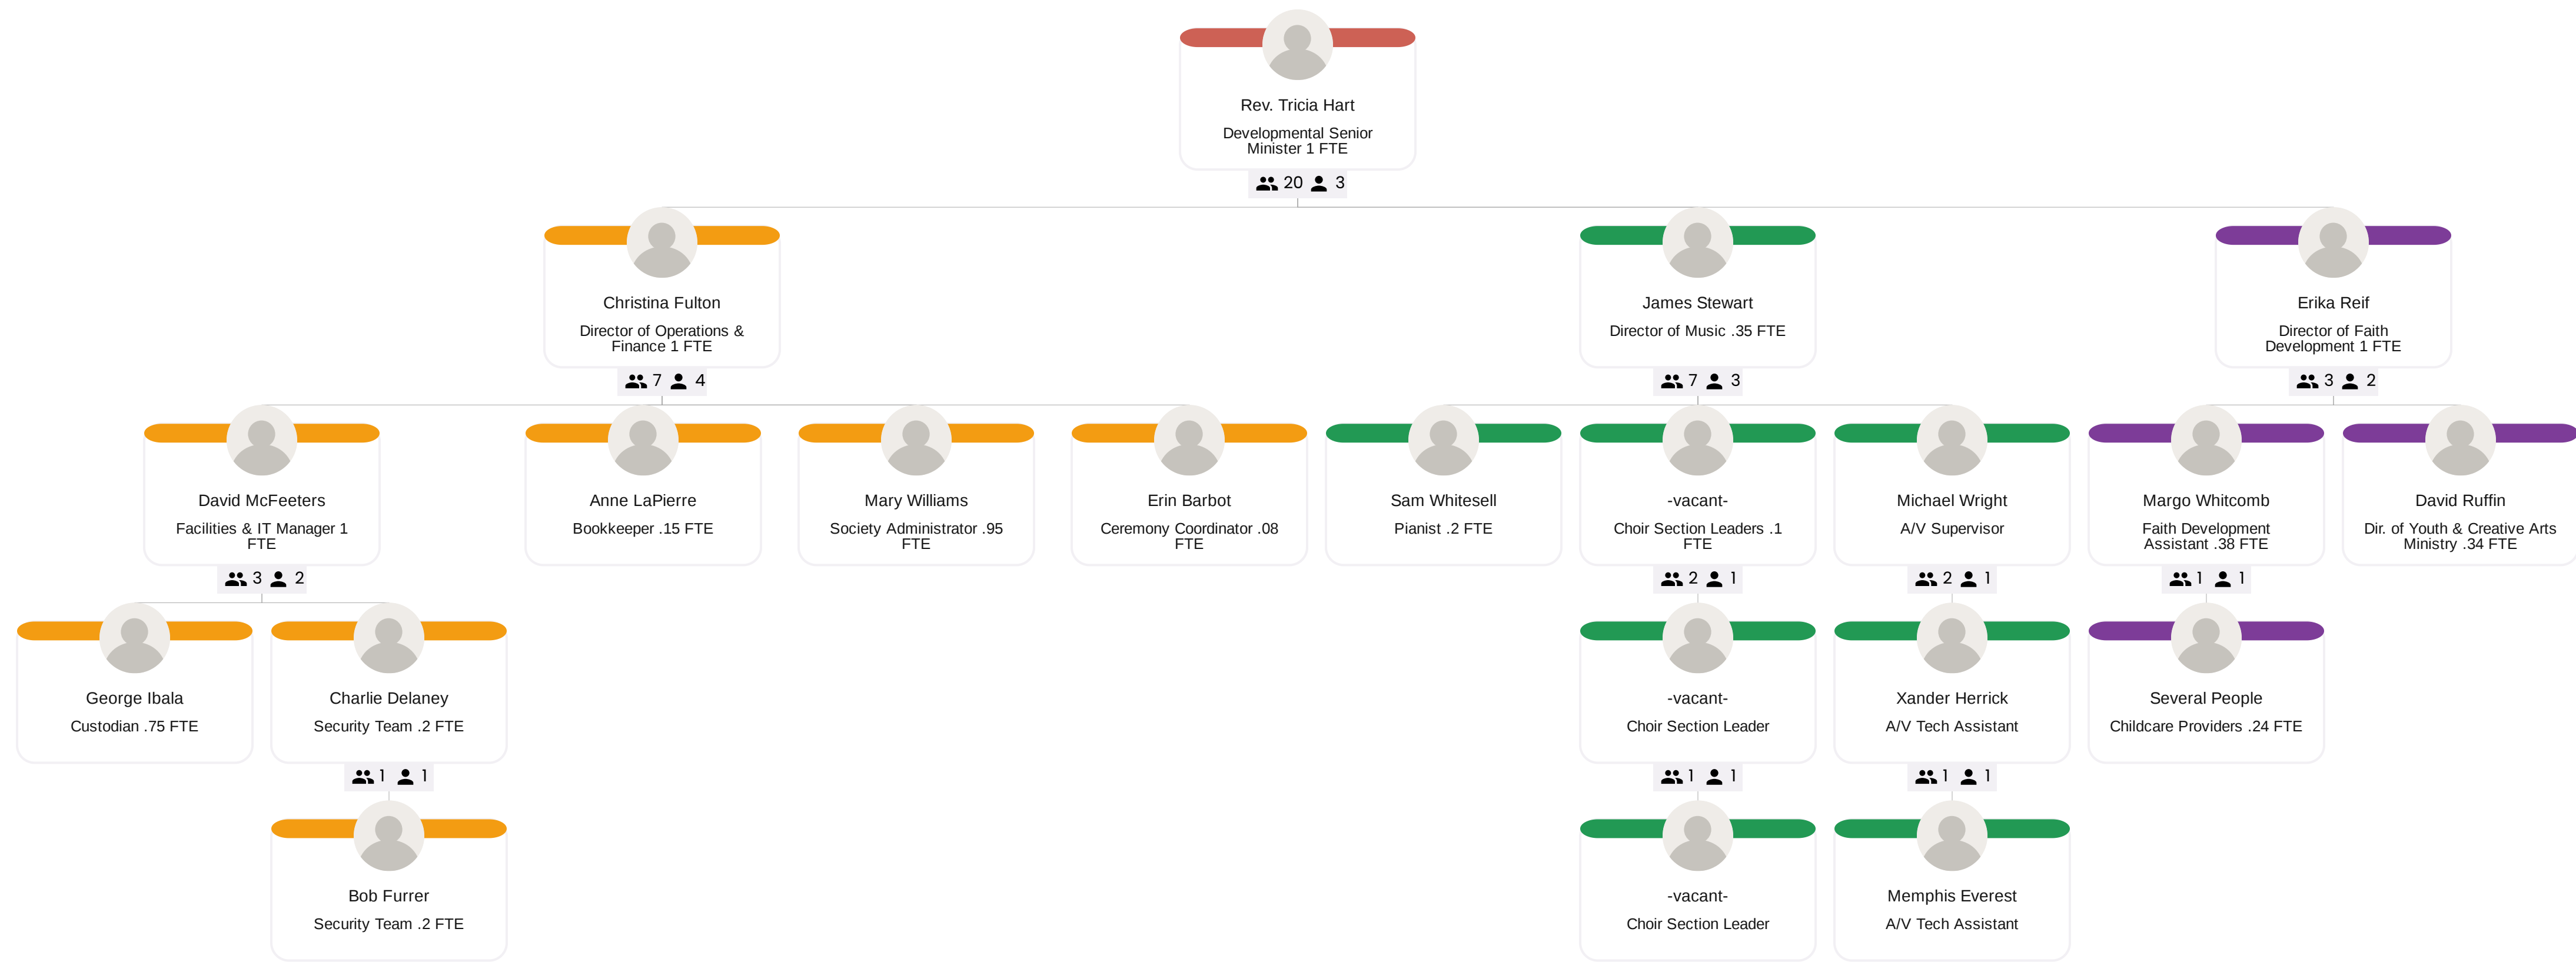 Rev. Tricia Hart
Developmental Senior
Minister 1 FTE
20 3
Christina Fulton
Director of Operations &
Finance 1 FTE
7 4
James Stewart
Director of Music .35 FTE
7 3
Erika Reif
Director of Faith
Development 1 FTE
3 2
David McFeeters
Facilities & IT Manager 1
FTE
3 2
Anne LaPierre
Bookkeeper .15 FTE
Mary Williams
Society Administrator .95
FTE
Erin Barbot
Ceremony Coordinator .08
FTE
Sam Whitesell
Pianist .2 FTE
-vacant-
Choir Section Leaders .1
FTE
2 1
Michael Wright
A/V Supervisor
2 1
Margo Whitcomb
Faith Development
Assistant .38 FTE
1 1
David Ruffin
Dir. of Youth & Creative Arts
Ministry .34 FTE
George Ibala
Custodian .75 FTE
Charlie Delaney
Security Team .2 FTE
1 1
-vacant-
Choir Section Leader
1 1
Xander Herrick
A/V Tech Assistant
1 1
Several People
Childcare Providers .24 FTE
Bob Furrer
Security Team .2 FTE
-vacant-
Choir Section Leader
Memphis Everest
A/V Tech Assistant